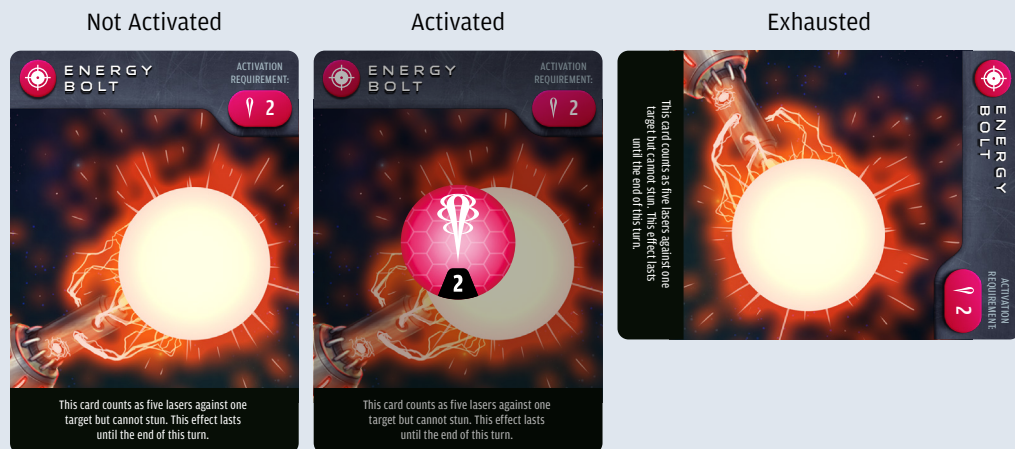 Not Activated
Activated
Exhausted
ENERGY
BOLT
ACTIVATION
REQUIREMENT:
2
This card counts as five lasers against one
target but cannot stun. This effect lasts
until the end of this turn.
ENERGY
BOLT
ACTIVATION
REQUIREMENT:
2
2
This card counts as five lasers against one
target but cannot stun. This effect lasts
until the end of this turn.
ENERGY
BOLT
ACTIVATION
REQUIREMENT:
2
This card counts as five lasers against one
target but cannot stun. This effect lasts
until the end of this turn.